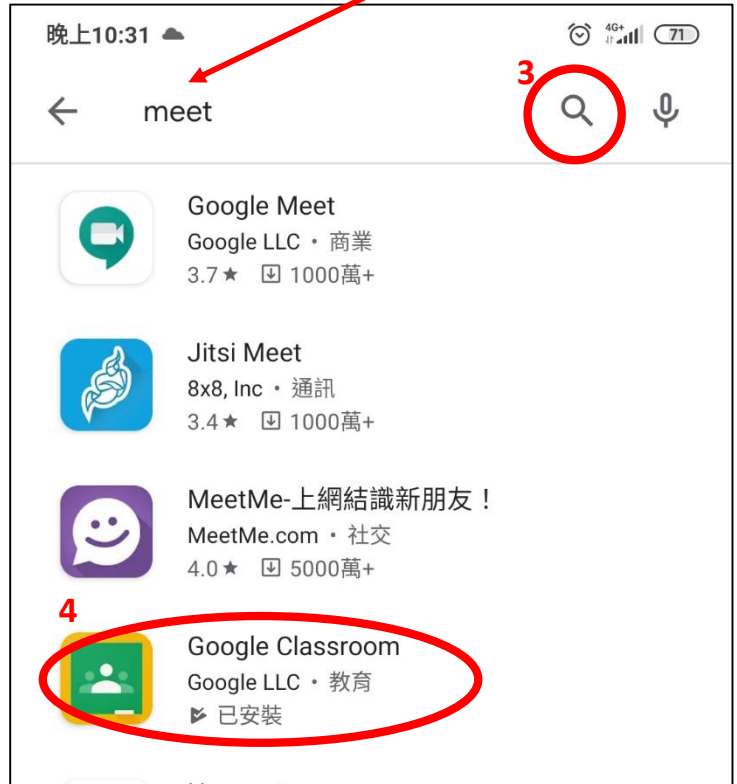 晚上10:31
4G+
71
3
meet
Google Meet
Google LLC • 商業
3.7★ 1000萬+
Jitsi Meet
8x8, Inc • 通訊
3.4★ 1000萬+
MeetMe-上網結識新朋友！
MeetMe.com • 社交
4.0★ 5000萬+
4
Google Classroom
Google LLC • 教育
已安裝